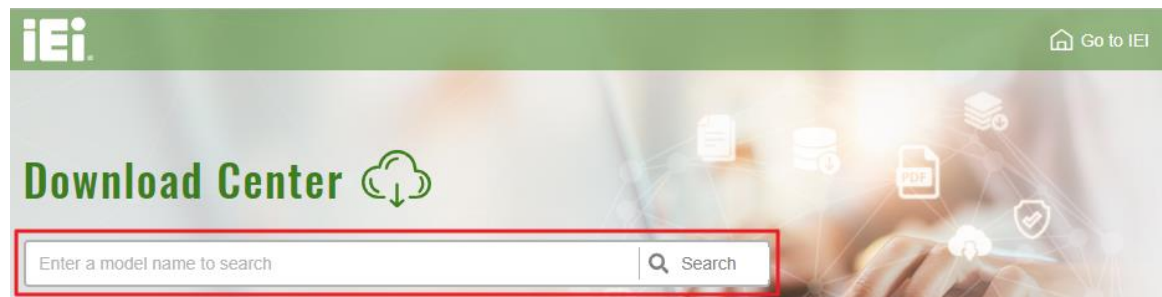 iEi
Go to IEI
Download Center
PDF
Enter a model name to search
Search